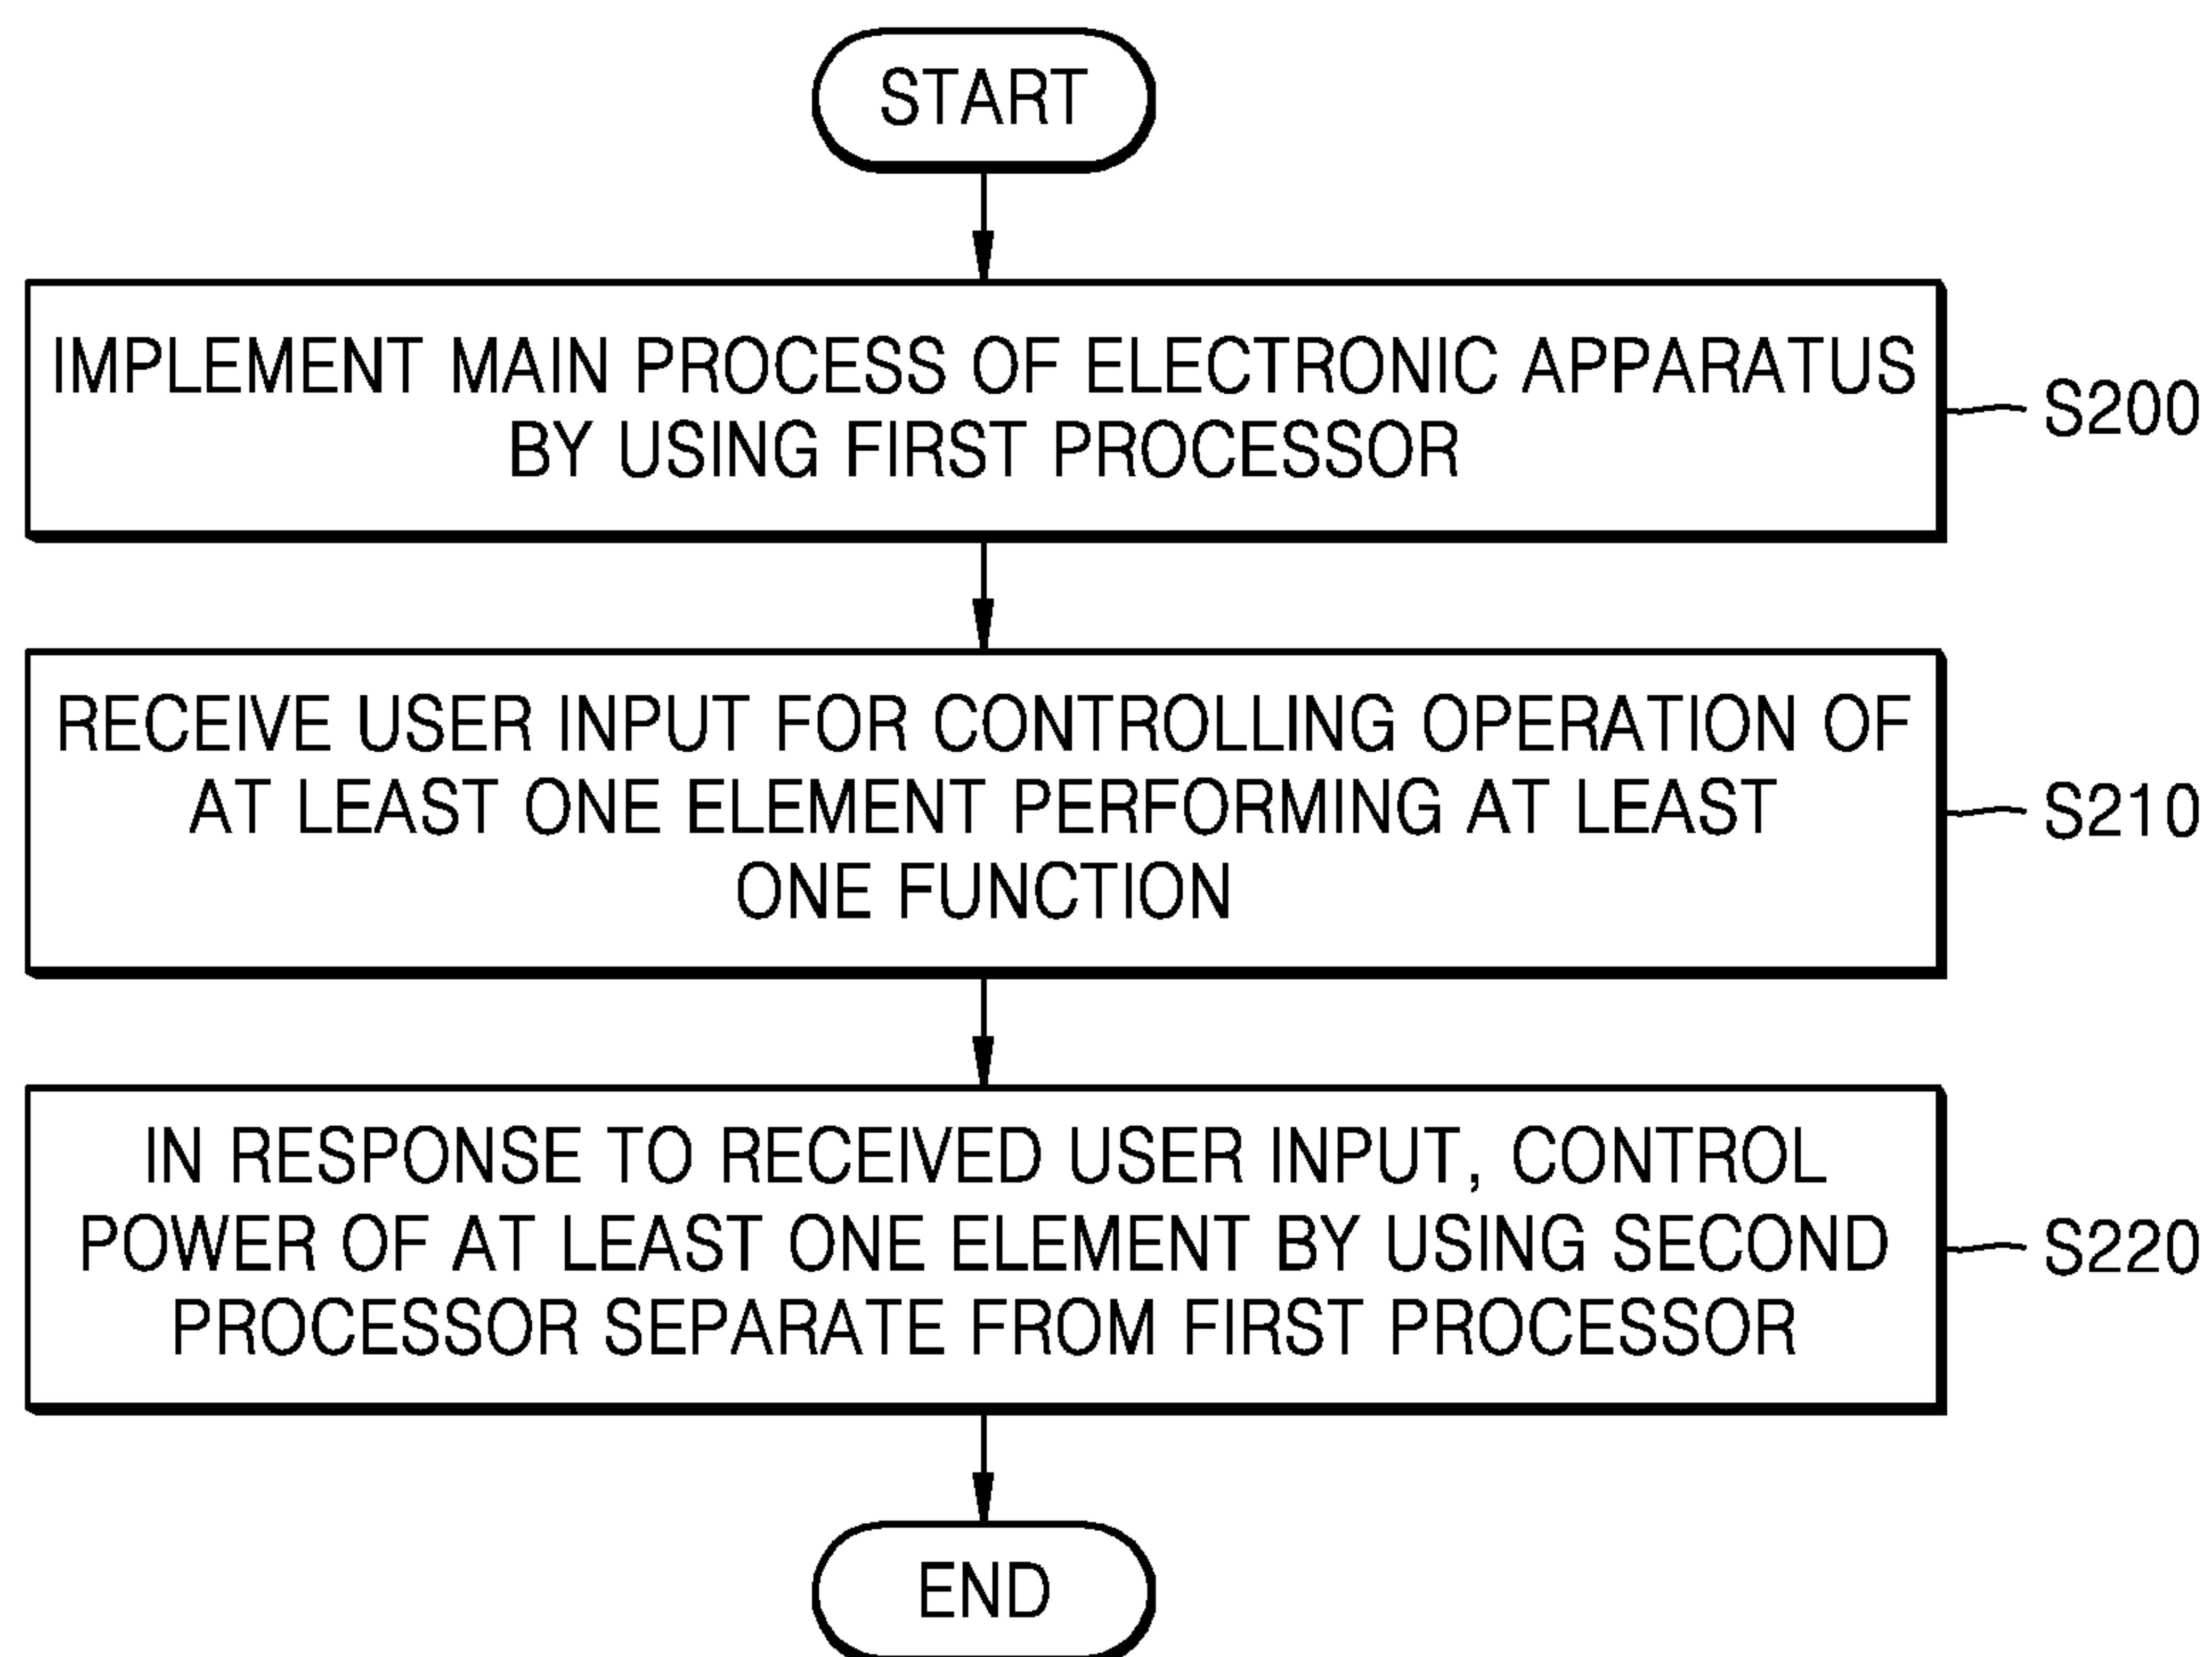 START
IMPLEMENT MAIN PROCESS OF ELECTRONIC APPARATUS
BY USING FIRST PROCESSOR
S200
RECEIVE USER INPUT FOR CONTROLLING OPERATION OF
AT LEAST ONE ELEMENT PERFORMING AT LEAST
ONE FUNCTION
S210
IN RESPONSE TO RECEIVED USER INPUT, CONTROL
POWER OF AT LEAST ONE ELEMENT BY USING SECOND
PROCESSOR SEPARATE FROM FIRST PROCESSOR
S220
END